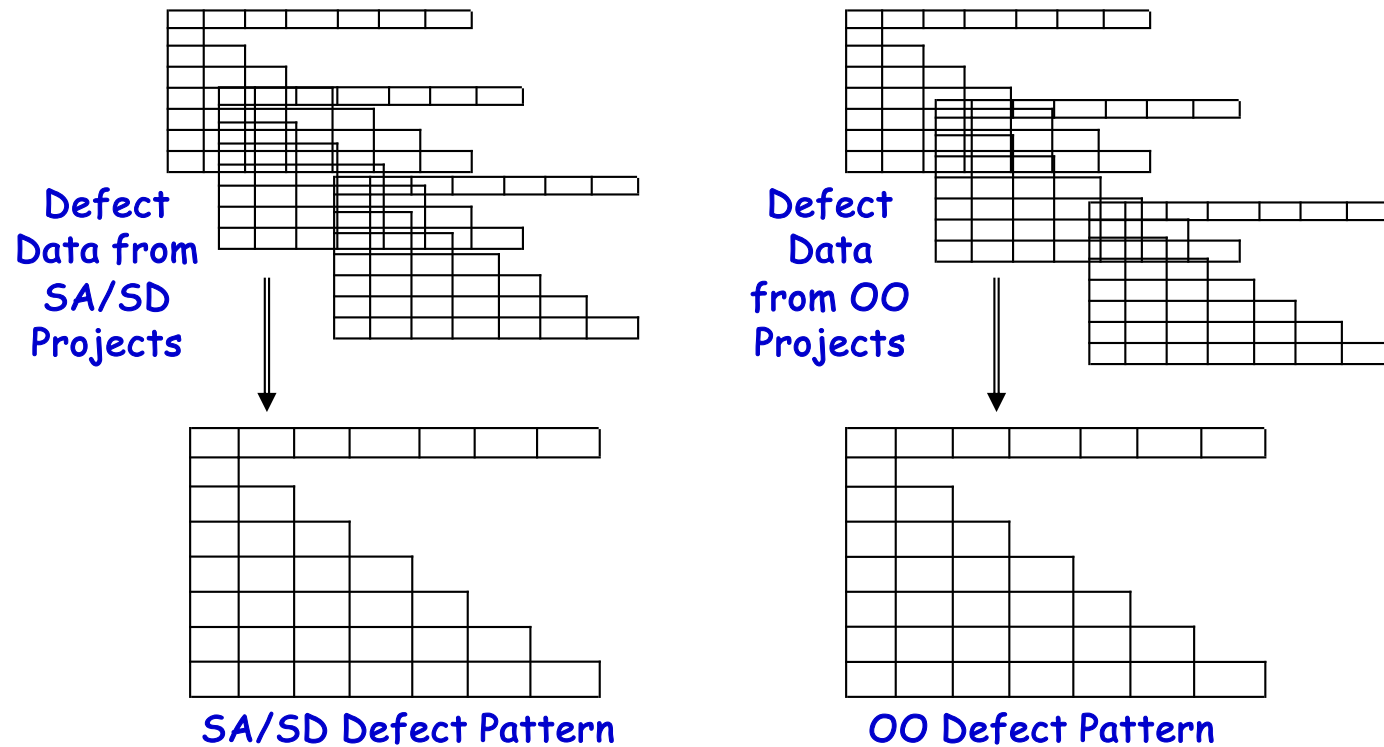 Defect
Data from
SA/SD
Projects
Defect
Data
from OO
Projects
SA/SD Defect Pattern
OO Defect Pattern